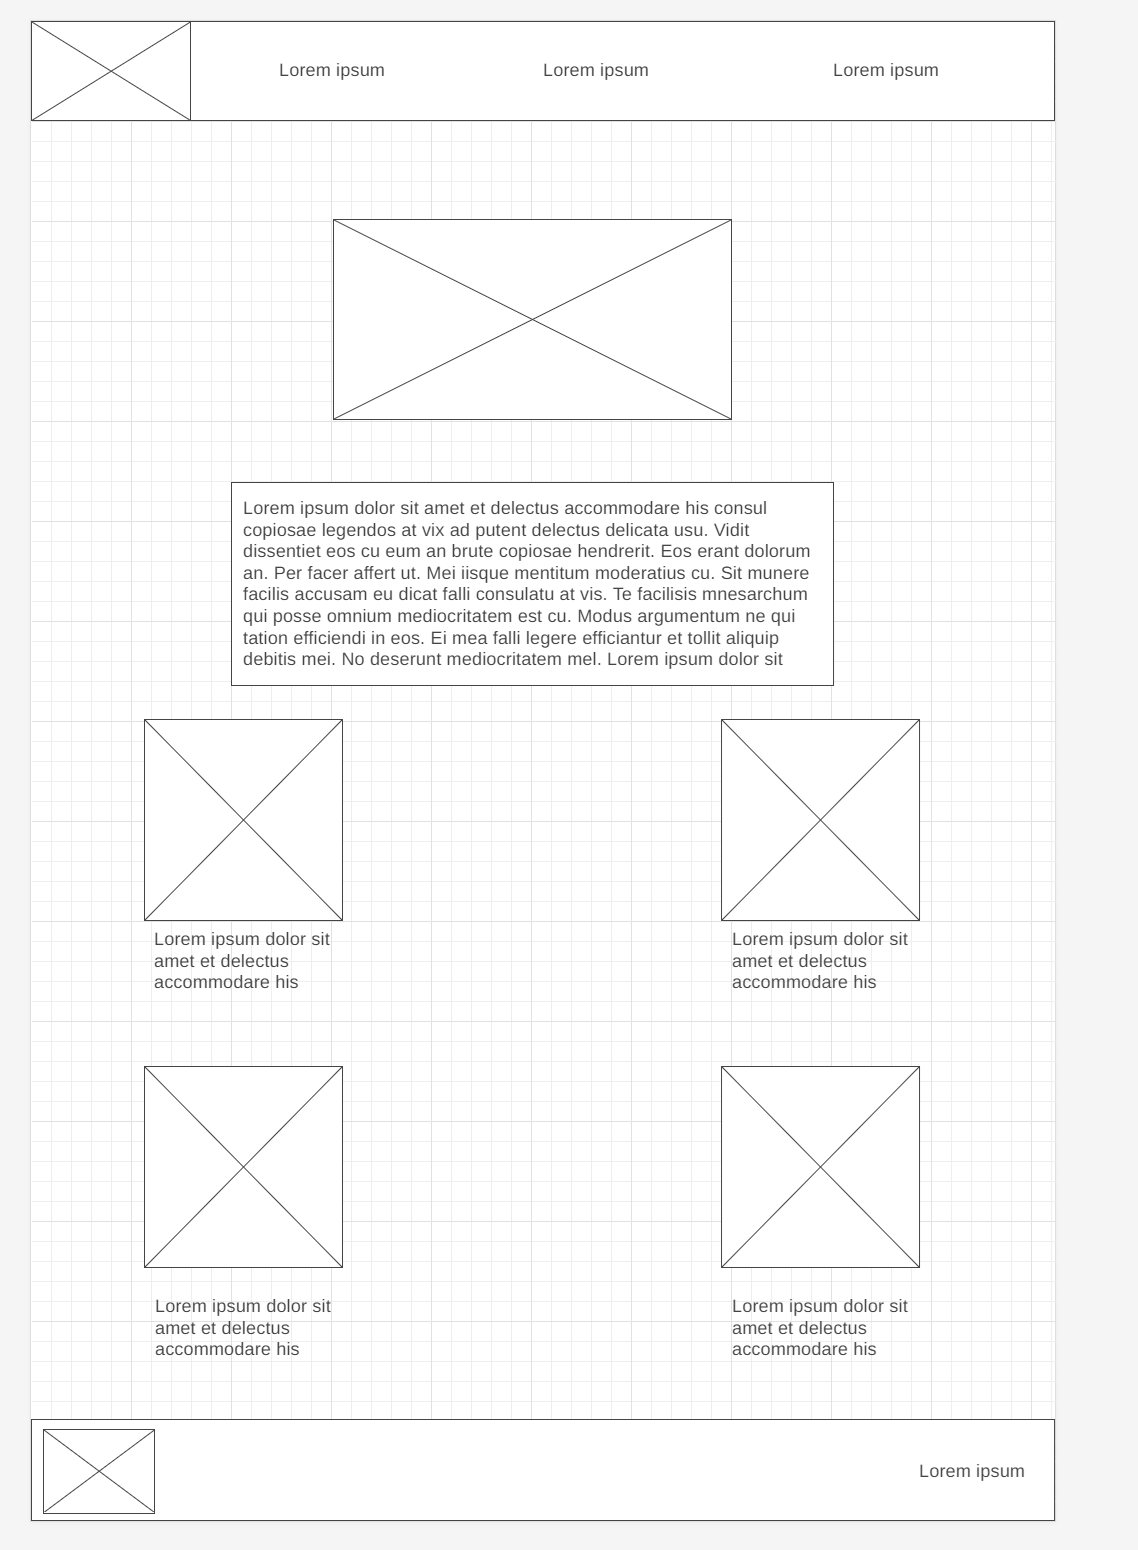 Lorem ipsum
Lorem ipsum
Lorem ipsum
Lorem ipsum dolor sit amet et delectus accommodare his consul
copiosae legendos at vix ad putent delectus delicata usu. Vidit
dissentiet eos cu eum an brute copiosae hendrerit. Eos erant dolorum
an. Per facer affert ut. Mei iisque mentitum moderatius cu. Sit munere
facilis accusam eu dicat falli consulatu at vis. Te facilisis mnesarchum
qui posse omnium mediocritatem est cu. Modus argumentum ne qui
tation efficiendi in eos. Ei mea falli legere efficiantur et tollit aliquip
debitis mei. No deserunt mediocritatem mel. Lorem ipsum dolor sit
Lorem ipsum dolor sit
amet et delectus
accommodare his
Lorem ipsum dolor sit
amet et delectus
accommodare his
Lorem ipsum dolor sit
amet et delectus
accommodare his
Lorem ipsum dolor sit
amet et delectus
accommodare his
Lorem ipsum